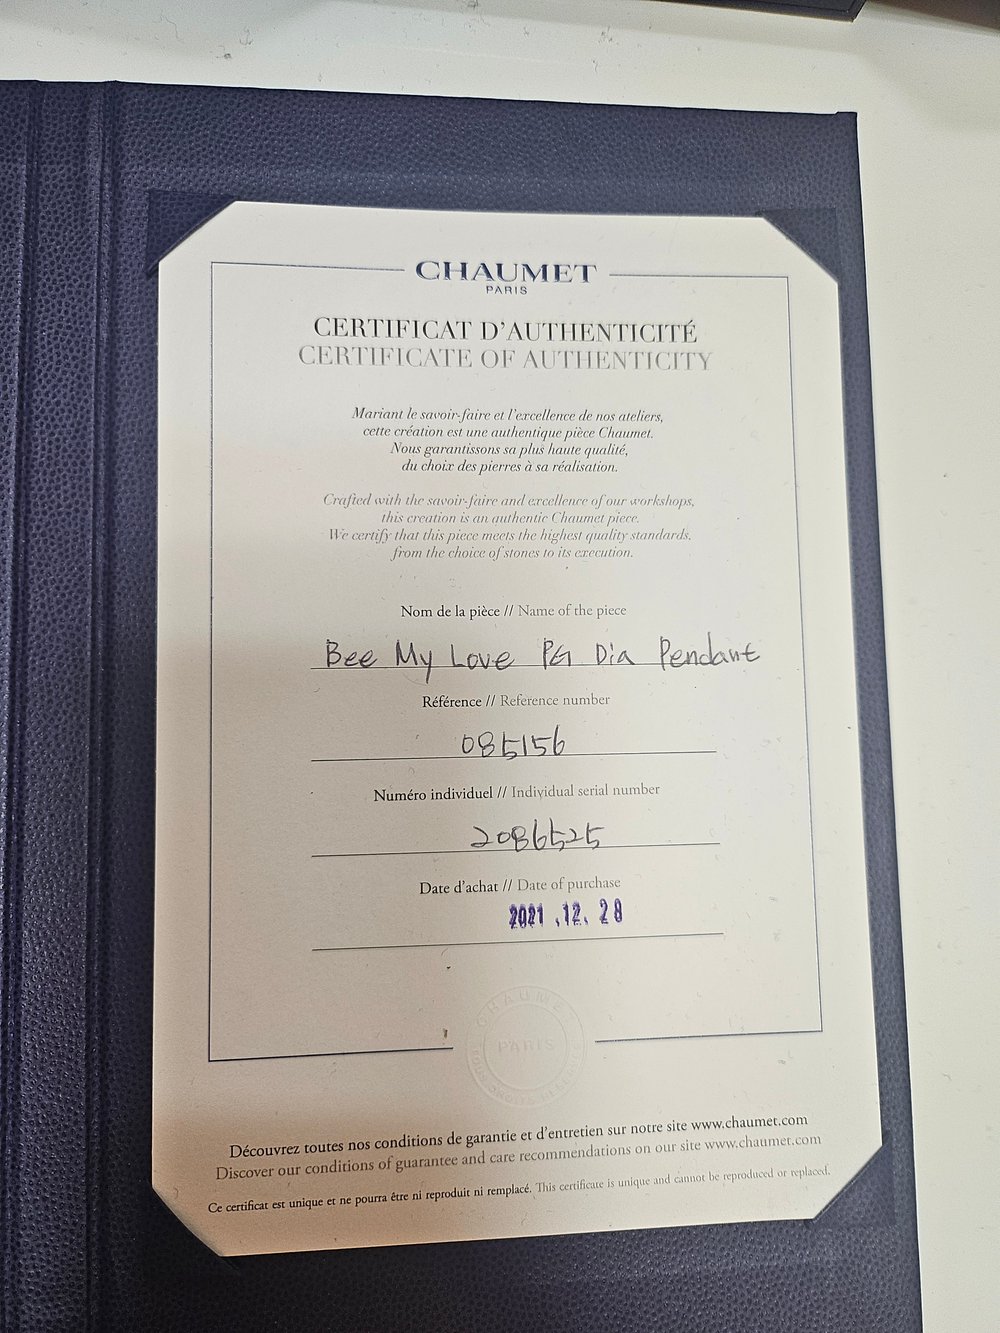 CHAUMET
PARIS
CERTIFICAT D'AUTHENTICITÉ
CERTIFICATE OF AUTHENTICITY
Mariant le savoir-faire et l'excellence de nos ateliers,
cette création est une authentique pièce Chaumet.
Nous garantissons sa plus haute qualité,
du choix des pierres à sa réalisation.
Crafted with the savoir-faire and excellence of our workshops,
this creation is an authentic Chaumet piece.
We certify that this piece meets the highest quality standards,
from the choice of stones to its execution.
Nom de la pièce // Name of the piece
Bee My Love PG Dia Pendant
Référence // Reference number
085156
Numéro individuel // Individual serial number
2086525
Date d'achat // Date of purchase
2021.12.28
CHAUMET
PARIS
Découvrez toutes nos conditions de garantie et d'entretien sur notre site www.chaumet.com
Discover our conditions of guarantee and care recommendations on our site www.chaumet.com
Ce certificat est unique et ne pourra être ni reproduit ni remplacé. This certificate is unique and cannot be reproduced or replaced.